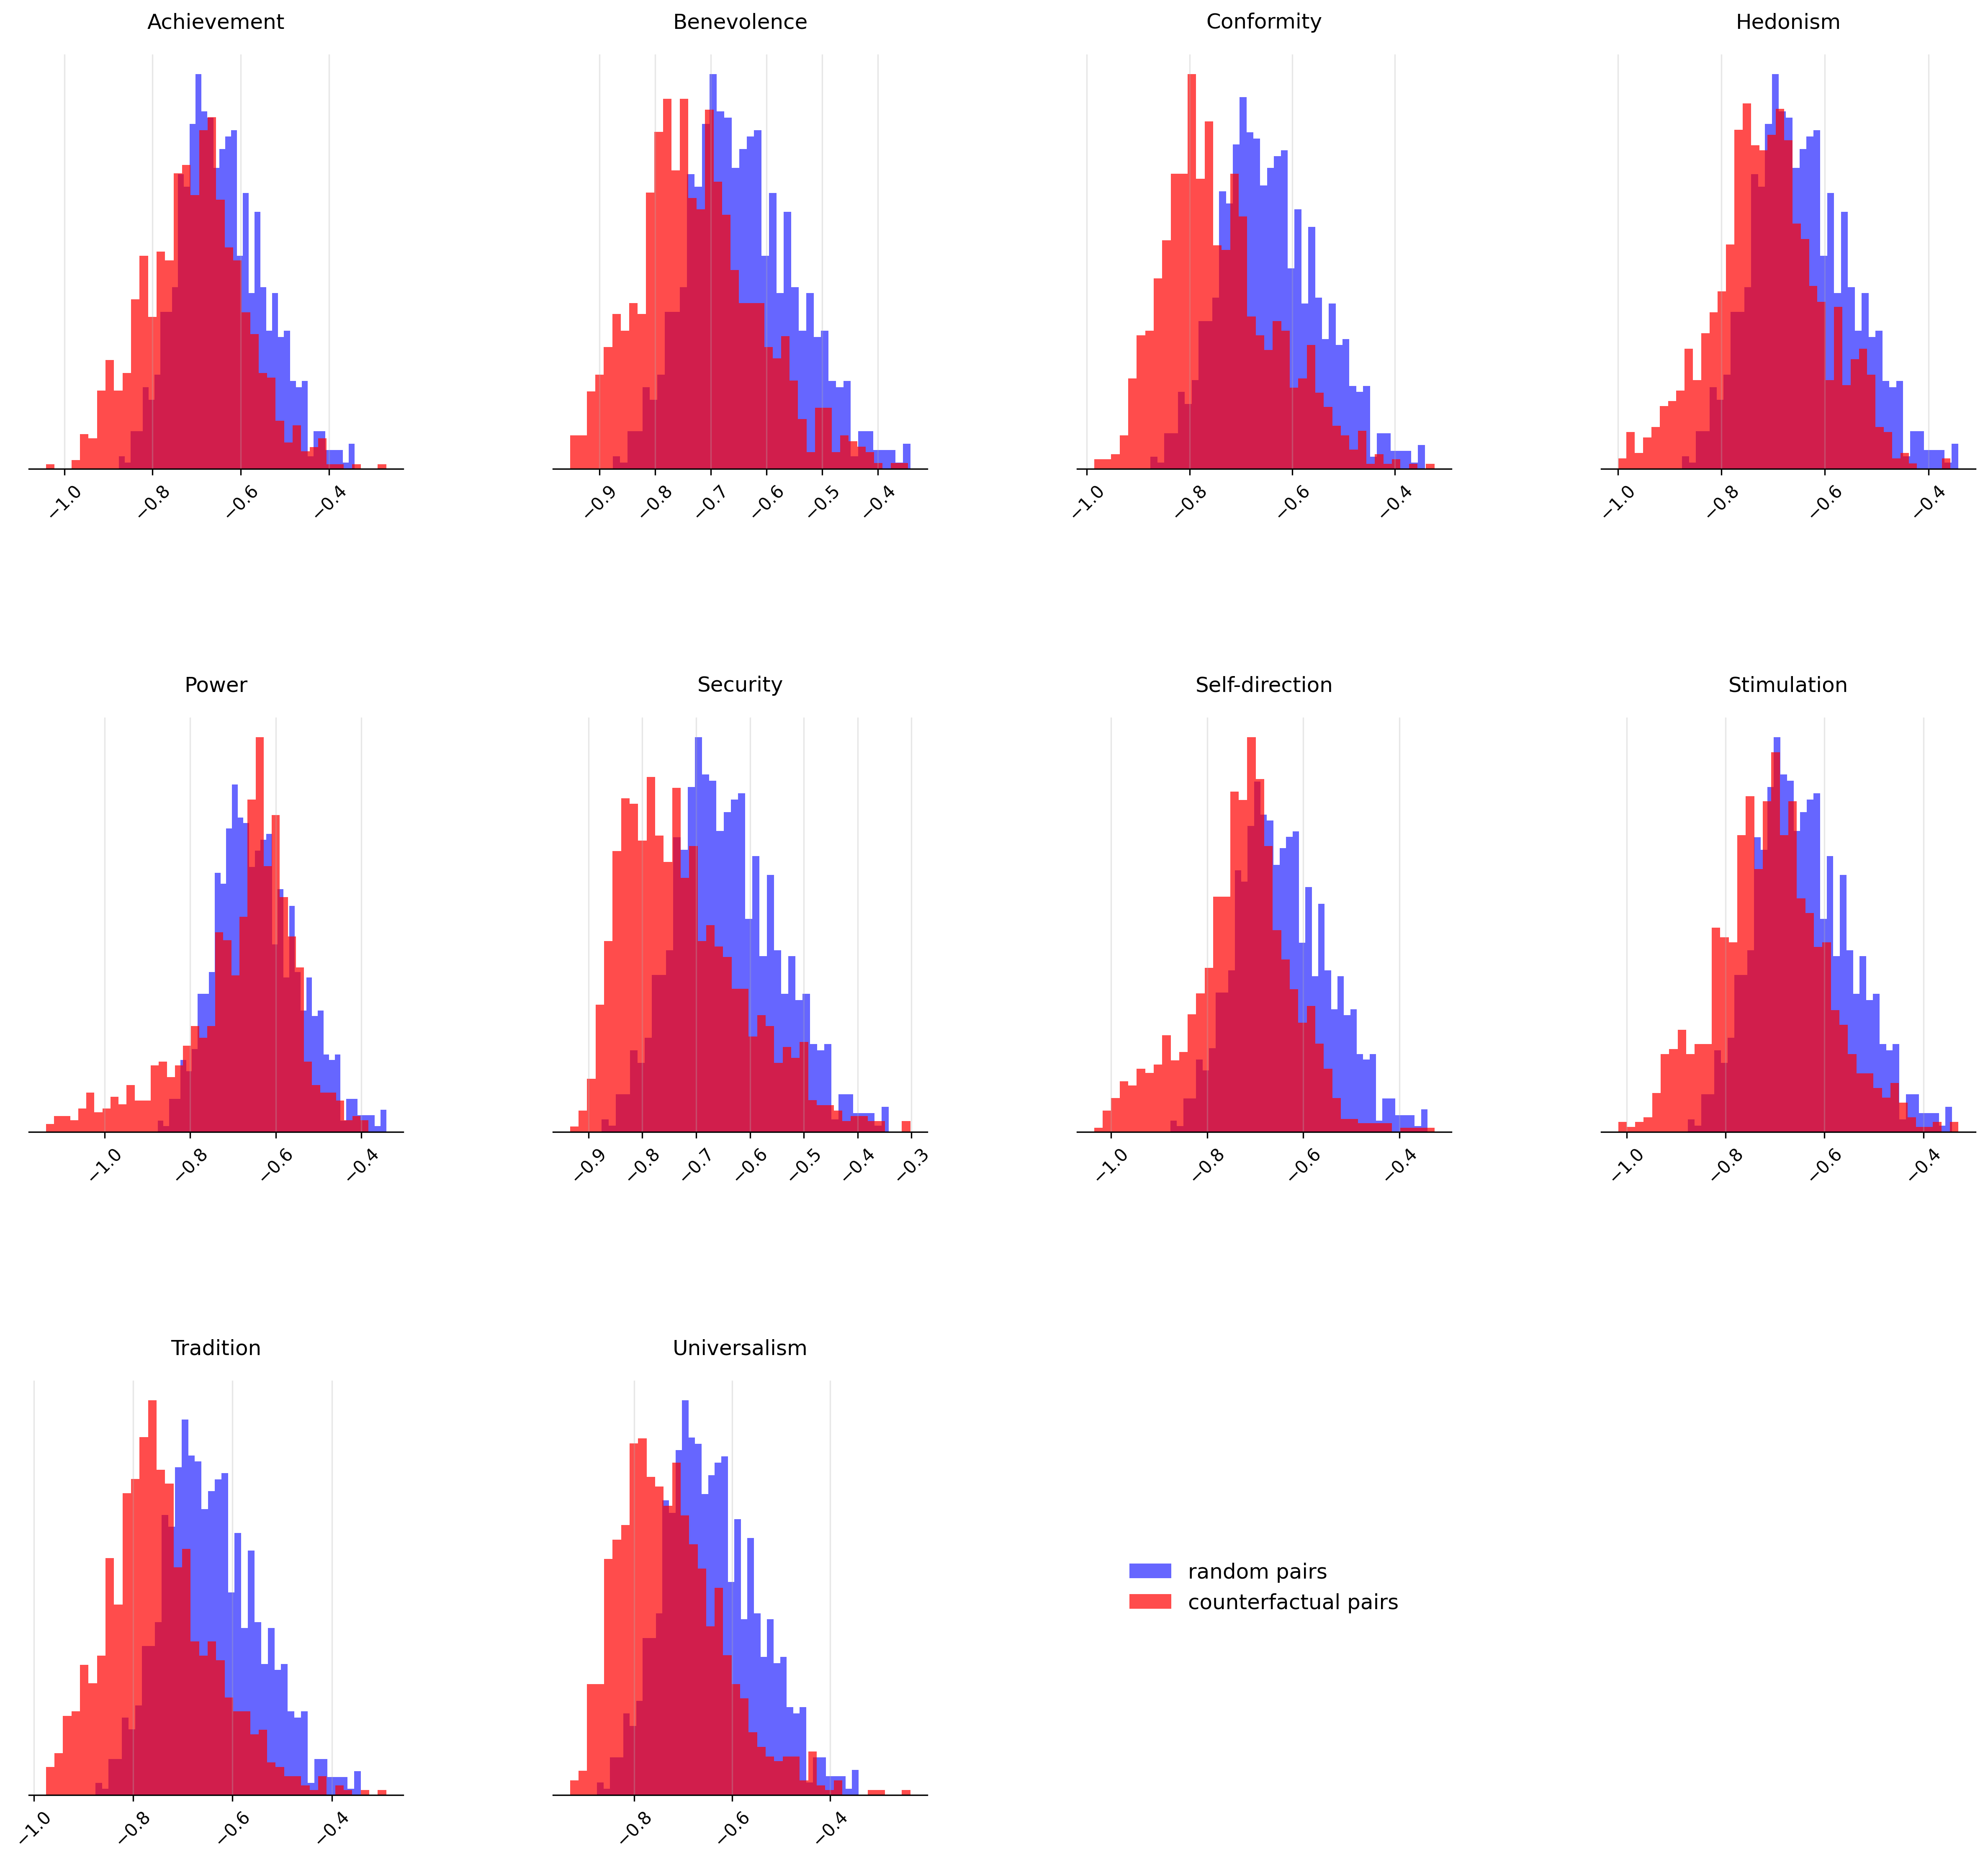 Achievement
Benevolence
Conformity
Hedonism
−1.0 −0.8 −0.6 −0.4
−0.9 −0.8 −0.7 −0.6 −0.5 −0.4
−1.0 −0.8 −0.6 −0.4
−1.0 −0.8 −0.6 −0.4
Power
Security
Self-direction
Stimulation
−1.0 −0.8 −0.6 −0.4
−0.9 −0.8 −0.7 −0.6 −0.5 −0.4 −0.3
−1.0 −0.8 −0.6 −0.4
−1.0 −0.8 −0.6 −0.4
Tradition
Universalism
random pairs
counterfactual pairs
−1.0 −0.8 −0.6 −0.4
−0.8 −0.6 −0.4